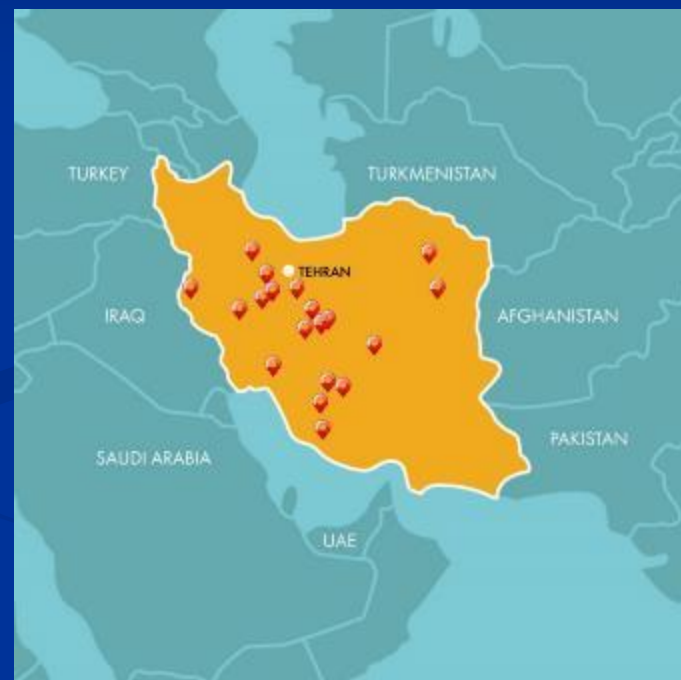 TURKEY
TURKMENISTAN
TEHRAN
IRAQ
AFGHANISTAN
SAUDI ARABIA
PAKISTAN
UAE